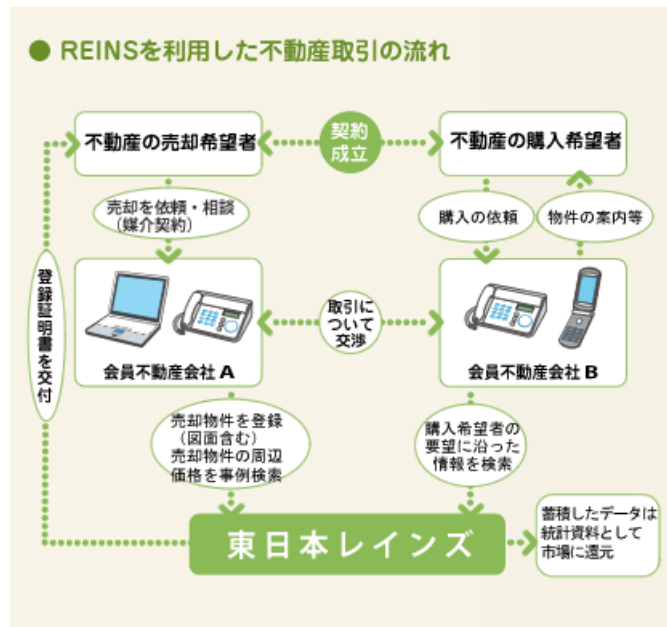 ● REINSを利用した不動産取引の流れ
不動産の売却希望者
契約
成立
不動産の購入希望者
売却を依頼・相談
（媒介契約）
購入の依頼
物件の案内等
登録証明書を交付
会員不動産会社 A
取引に
ついて
交渉
会員不動産会社 B
売却物件を登録
（図面含む）
売却物件の周辺
価格を事例検索
購入希望者の
要望に沿った
情報を検索
東日本レインズ
蓄積したデータは
統計資料として
市場に還元